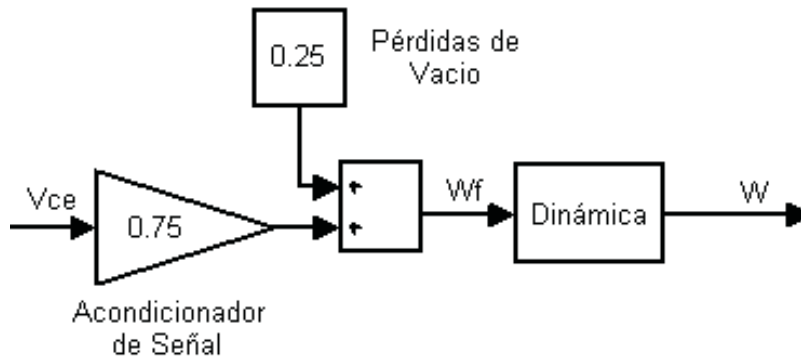 0.25
Pérdidas de
Vacio
Vce
0.75
+
+
Wf
Dinámica
W
Acondicionador
de Señal